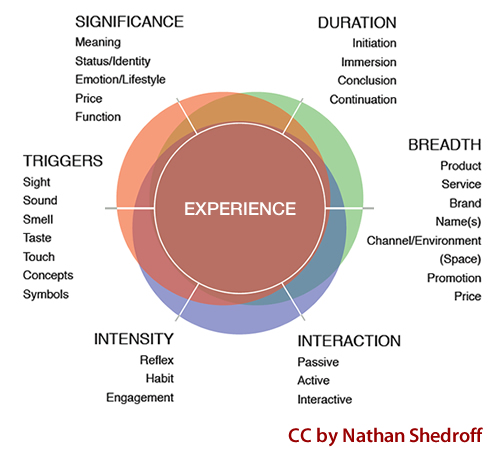 SIGNIFICANCE
Meaning
Status/Identity
Emotion/Lifestyle
Price
Function
DURATION
Initiation
Immersion
Conclusion
Continuation
TRIGGERS
Sight
Sound
Smell
Taste
Touch
Concepts
Symbols
EXPERIENCE
BREADTH
Product
Service
Brand
Name(s)
Channel/Environment
(Space)
Promotion
Price
INTENSITY
Reflex
Habit
Engagement
INTERACTION
Passive
Active
Interactive
CC by Nathan Shedroff